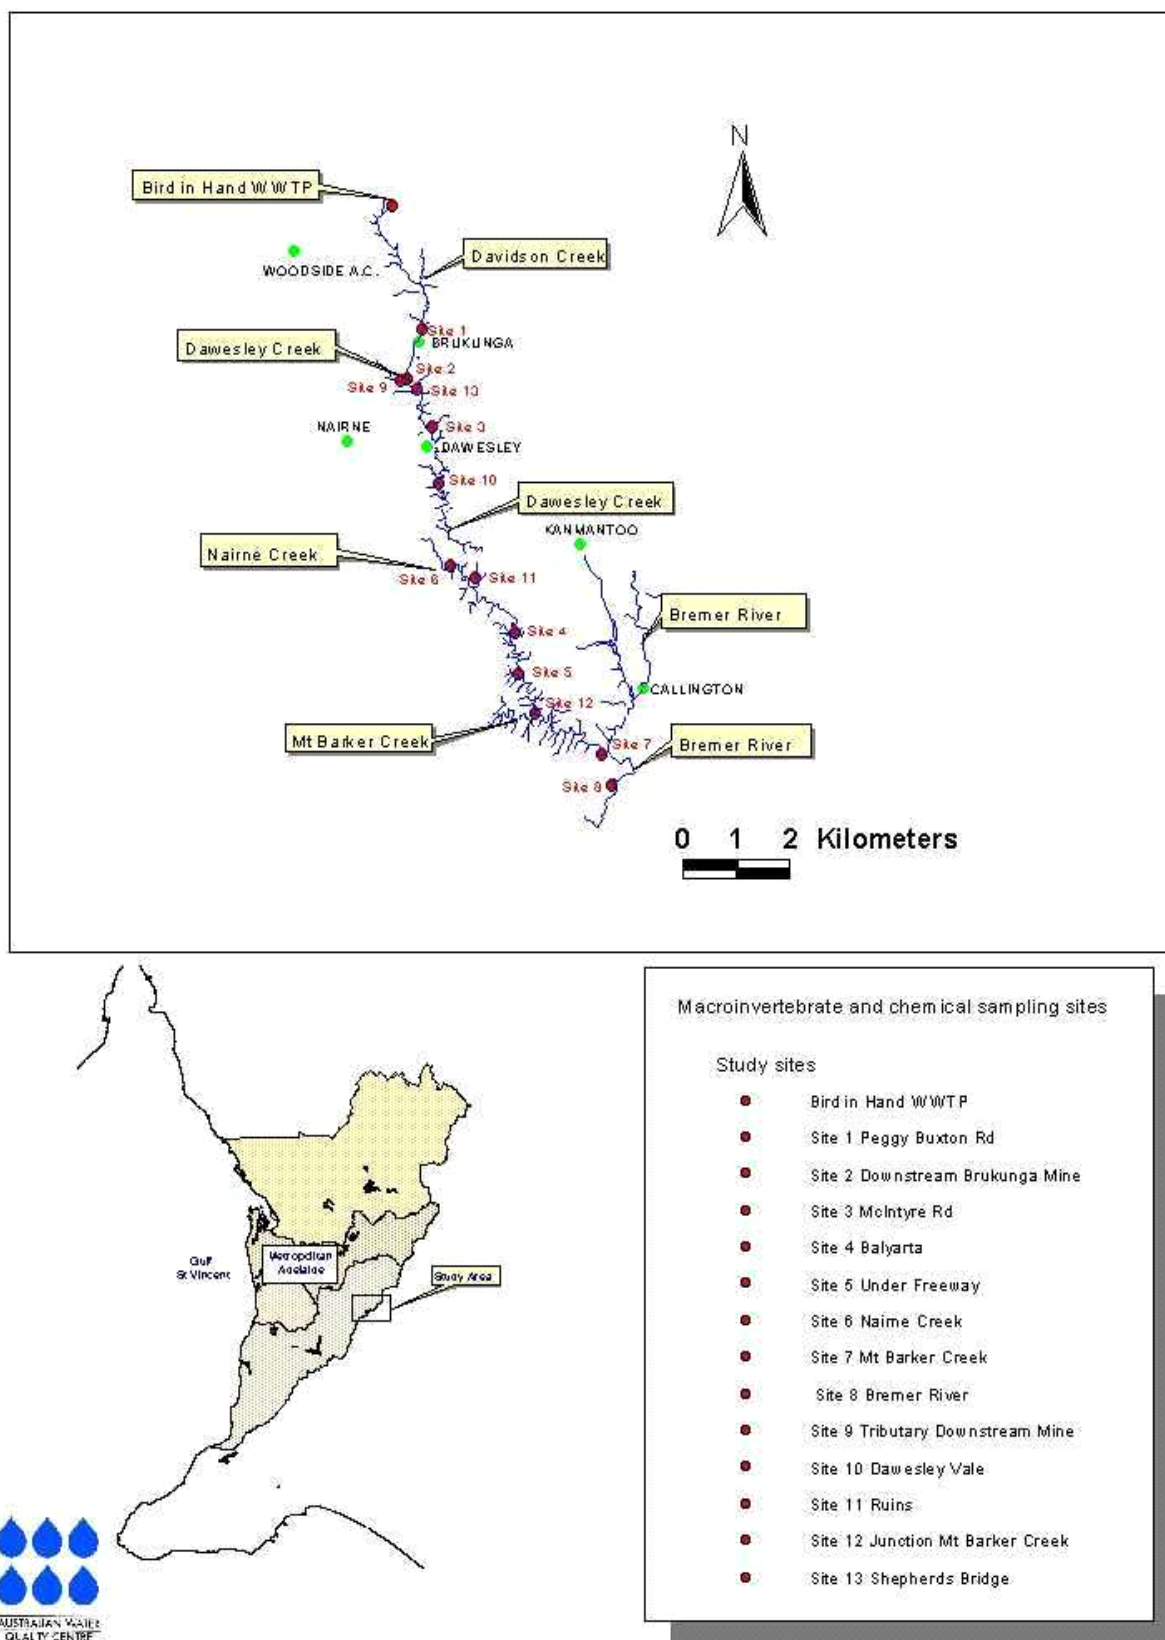 N
Bird in Hand WWTP
Davidson Creek
WOODSIDE A.C.
Site 1
BRUKUNGA
Dawesley Creek
Site 2
Site 9
Site 13
NAIRNE
Site 3
DAWESLEY
Site 10
Dawesley Creek
KANMANTOO
Nairne Creek
Site 6
Site 11
Bremer River
Site 4
Site 5
CALLINGTON
Site 12
Mt Barker Creek
Site 7
Bremer River
Site 8
0 1 2 Kilometers
Macroinvertebrate and chemical sampling sites
Study sites
Bird in Hand WWTP
Site 1 Peggy Buxton Rd
Site 2 Downstream Brukunga Mine
Site 3 McIntyre Rd
Site 4 Balyarta
Site 5 Under Freeway
Site 6 Nairne Creek
Site 7 Mt Barker Creek
Site 8 Bremer River
Site 9 Tributary Downstream Mine
Site 10 Dawesley Vale
Site 11 Ruins
Site 12 Junction Mt Barker Creek
Site 13 Shepherds Bridge
Gulf
St Vincent
Metropolitan
Adelaide
Study Area
AUSTRALIAN WATER
QUALITY CENTRE